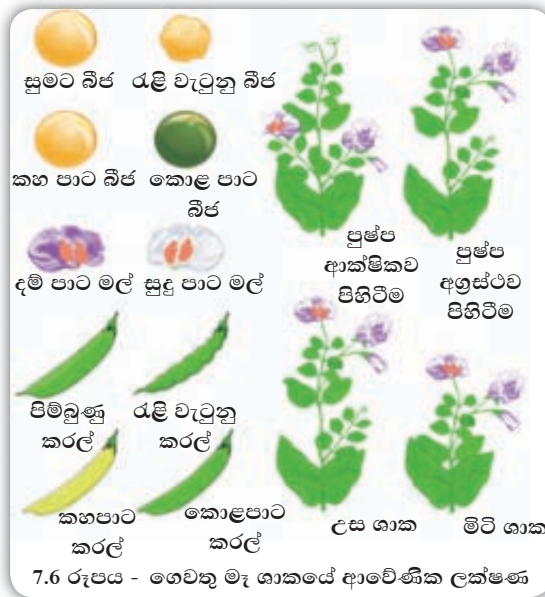 සුමට බීජ
රැළි වැටුනු බීජ
කහ පාට බීජ
කොළ පාට
බීජ
දම් පාට මල්
සුදු පාට මල්
පිම්බුණු
කරල්
රැළි වැටුනු
කරල්
කහපාට
කරල්
කොළපාට
කරල්
පුෂ්ප
ආක්ෂිකව
පිහිටීම
පුෂ්ප
අග්‍රස්ථව
පිහිටීම
උස ශාක
මිටි ශාක
7.6 රූපය - ගෙවතු මෑ ශාකයේ ආවේණික ලක්ෂණ